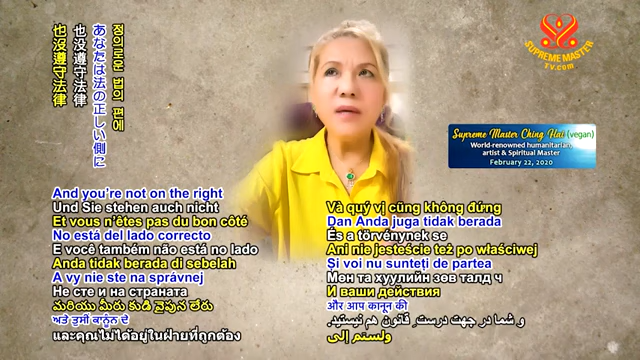 정의로운 법의 편에
あなたは法の正しい側に
也沒遵守法律
也没遵守法律
SUPREME MASTER
TV.com
Supreme Master Ching Hai (vegan)
World-renowned humanitarian,
artist & Spiritual Master
February 22, 2020
And you're not on the right
Und Sie stehen auch nicht
Et vous n'êtes pas du bon côté
No está del lado correcto
E você também não está no lado
Anda tidak berada di sebelah
A vy nie ste na správnej
Не сте и на страната
మరియు మీరు కుడి వైపున లేరు
ਅਤੇ ਤੁਸੀਂ ਕਾਨੂੰਨ ਦੇ
และคุณไม่ได้อยู่ในฝ่ายที่ถูกต้อง
Và quý vị cũng không đứng
Dan Anda juga tidak berada
És a törvénynek se
Ani nie jesteście też po właściwej
Și voi nu sunteți de partea
Мөн та хуулийн зөв талд ч
И ваши действия
और आप कानून की
و شما در جهت درست، قانون هم نیستید.
ولستم إلى